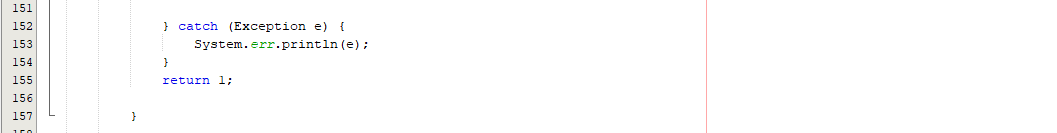 151
152 } catch (Exception e) {
153 System.err.println(e);
154 }
155 return 1;
156
157 }